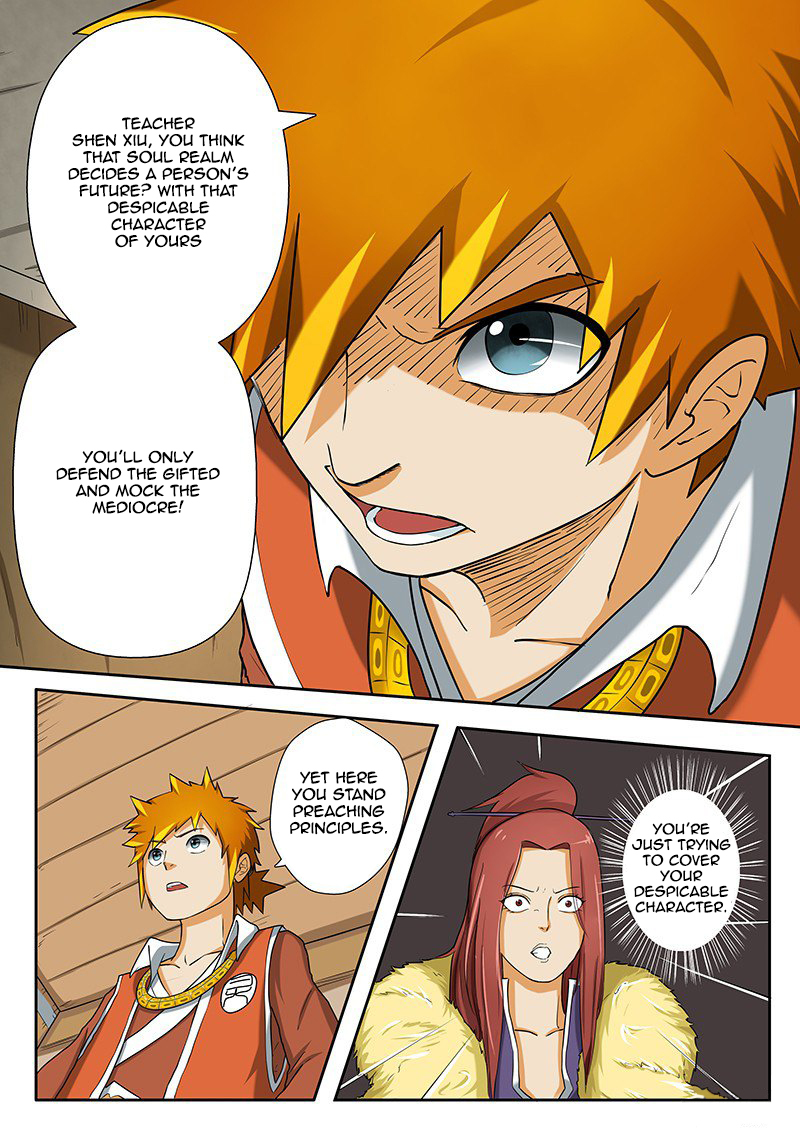 TEACHER
SHEN XIU, YOU THINK
THAT SOUL REALM
DECIDES A PERSON'S
FUTURE? WITH THAT
DESPICABLE
CHARACTER
OF YOURS
YOU'LL ONLY
DEFEND THE GIFTED
AND MOCK THE
MEDIOCRE!
YET HERE
YOU STAND
PREACHING
PRINCIPLES.
YOU'RE
JUST TRYING
TO COVER
YOUR
DESPICABLE
CHARACTER.